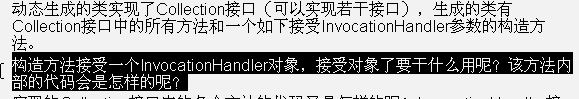 动态生成的类实现了Collection接口（可以实现若干接口），生成的类有
Collection接口中的所有方法和一个如下接受InvocationHandler参数的构造方
法。
构造方法接受一个InvocationHandler对象，接受对象了要干什么用呢？该方法内
部的代码会是怎样的呢？